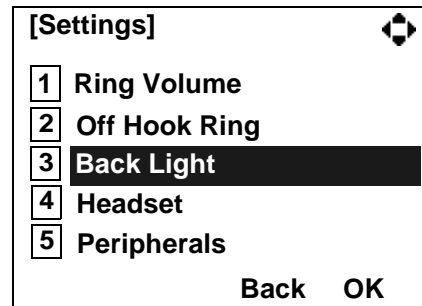 [Settings]
1 Ring Volume
2 Off Hook Ring
3 Back Light
4 Headset
5 Peripherals
Back OK